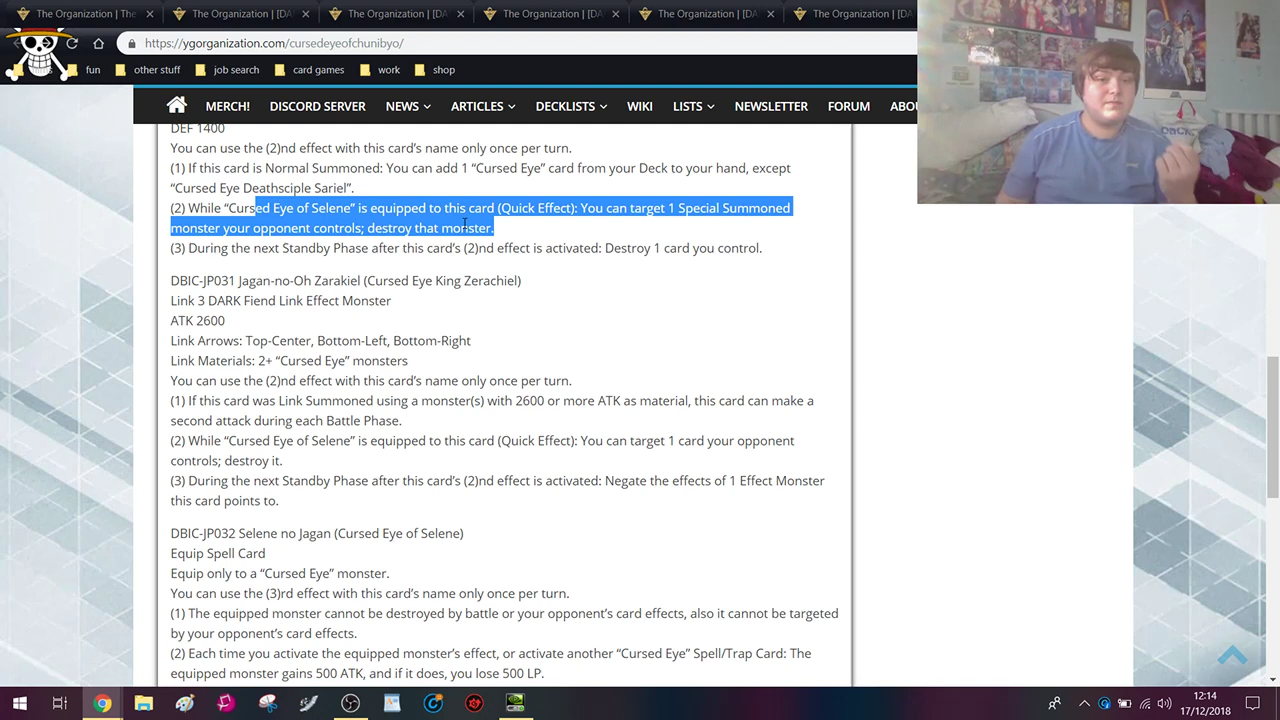 The Organization | [DA
The Organization | [DA
The Organization | [DA
The Organization | [DA
The Organization | [DA
The Organization | [DA
https://ygorganization.com/cursedeyeofchunibyo/
fun
other stuff
job search
card games
work
shop
MERCH!
DISCORD SERVER
NEWS
ARTICLES
DECKLISTS
WIKI
LISTS
NEWSLETTER
FORUM
ABO
DEF 1400
You can use the (2)nd effect with this card's name only once per turn.
(1) If this card is Normal Summoned: You can add 1 “Cursed Eye” card from your Deck to your hand, except
“Cursed Eye Deathsciple Sariel”.
(2) While “Cursed Eye of Selene” is equipped to this card (Quick Effect): You can target 1 Special Summoned
monster your opponent controls; destroy that monster.
(3) During the next Standby Phase after this card's (2)nd effect is activated: Destroy 1 card you control.
DBIC-JP031 Jagan-no-Oh Zarakiel (Cursed Eye King Zerachiel)
Link 3 DARK Fiend Link Effect Monster
ATK 2600
Link Arrows: Top-Center, Bottom-Left, Bottom-Right
Link Materials: 2+ “Cursed Eye” monsters
You can use the (2)nd effect with this card's name only once per turn.
(1) If this card was Link Summoned using a monster(s) with 2600 or more ATK as material, this card can make a
second attack during each Battle Phase.
(2) While “Cursed Eye of Selene” is equipped to this card (Quick Effect): You can target 1 card your opponent
controls; destroy it.
(3) During the next Standby Phase after this card's (2)nd effect is activated: Negate the effects of 1 Effect Monster
this card points to.
DBIC-JP032 Selene no Jagan (Cursed Eye of Selene)
Equip Spell Card
Equip only to a “Cursed Eye” monster.
You can use the (3)rd effect with this card's name only once per turn.
(1) The equipped monster cannot be destroyed by battle or your opponent's card effects, also it cannot be targeted
by your opponent's card effects.
(2) Each time you activate the equipped monster's effect, or activate another “Cursed Eye” Spell/Trap Card: The
equipped monster gains 500 ATK, and if it does, you lose 500 LP.
12:14
17/12/2018